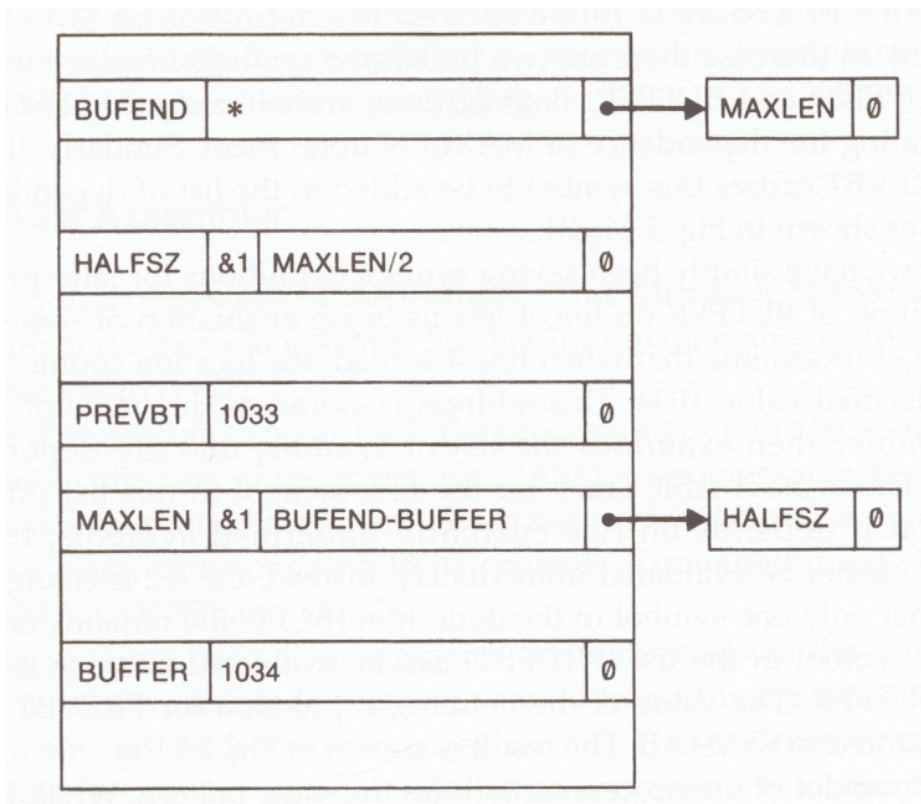 BUFEND * MAXLEN Ø
HALFSZ &1 MAXLEN/2 Ø
PREVBT 1033 Ø
MAXLEN &1 BUFEND-BUFFER HALFSZ Ø
BUFFER 1034 Ø